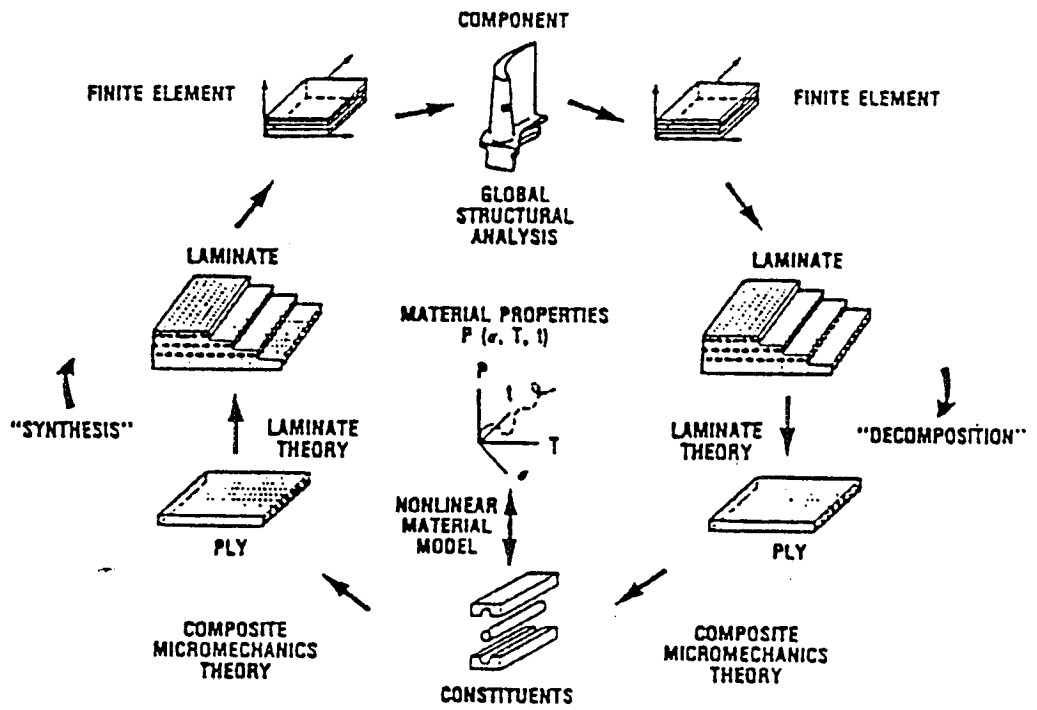 COMPONENT
FINITE ELEMENT
FINITE ELEMENT
GLOBAL
STRUCTURAL
ANALYSIS
LAMINATE
LAMINATE
MATERIAL PROPERTIES
P (σ, T, t)
P
t
T
σ
"SYNTHESIS"
LAMINATE
THEORY
LAMINATE
THEORY
"DECOMPOSITION"
NONLINEAR
MATERIAL
MODEL
PLY
PLY
COMPOSITE
MICROMECHANICS
THEORY
COMPOSITE
MICROMECHANICS
THEORY
CONSTITUENTS